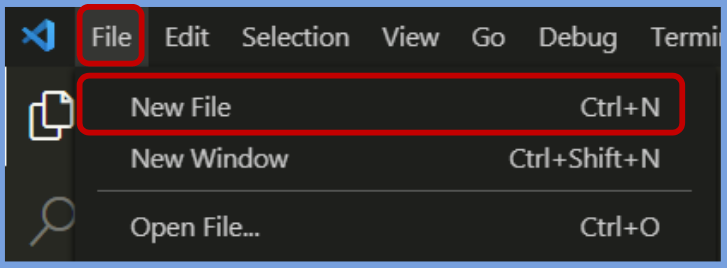 File Edit Selection View Go Debug Termi
New File Ctrl+N
New Window Ctrl+Shift+N
Open File... Ctrl+O